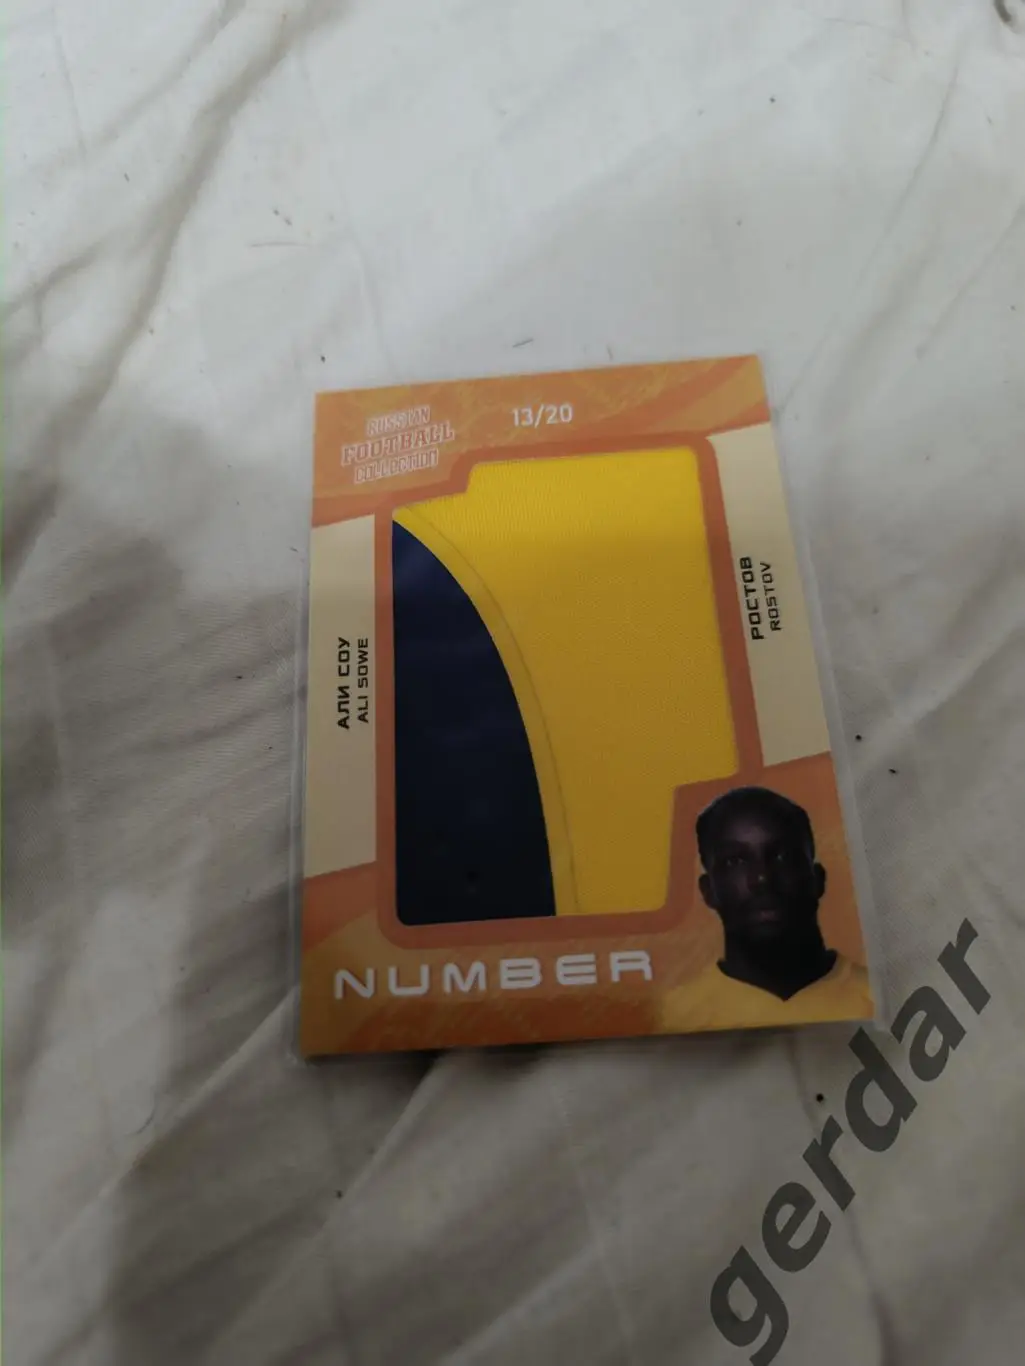 RUSSIAN
FOOTBALL
COLLECTION
13/20
АЛИ СОУ
ALI SOWE
РОСТОВ
ROSTOV
NUMBER
gerdar